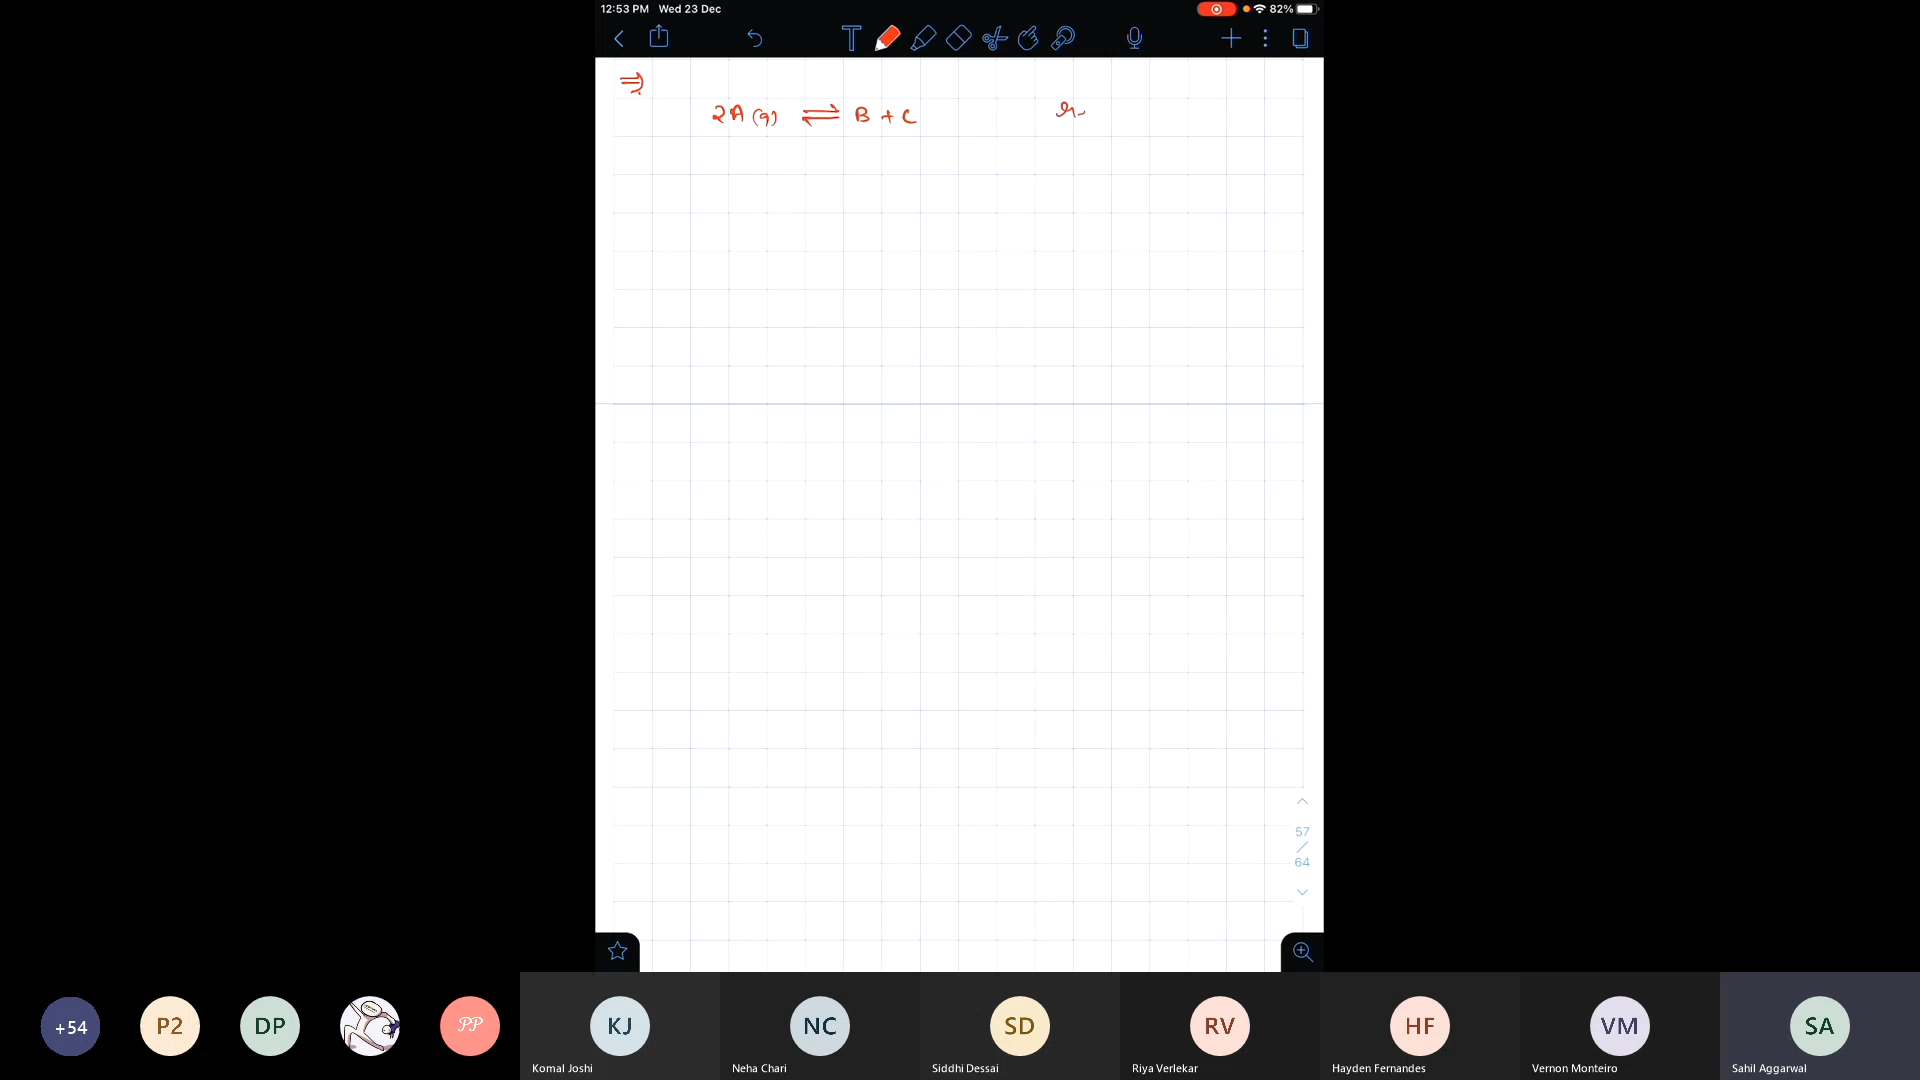 12:53 PM Wed 23 Dec
82%
T
⇒
2A (g) ⇌ B + C
57
/
64
+54
P2
DP
PP
KJ
NC
SD
RV
HF
VM
SA
Komal Joshi
Neha Chari
Siddhi Dessai
Riya Verlekar
Hayden Fernandes
Vernon Monteiro
Sahil Aggarwal